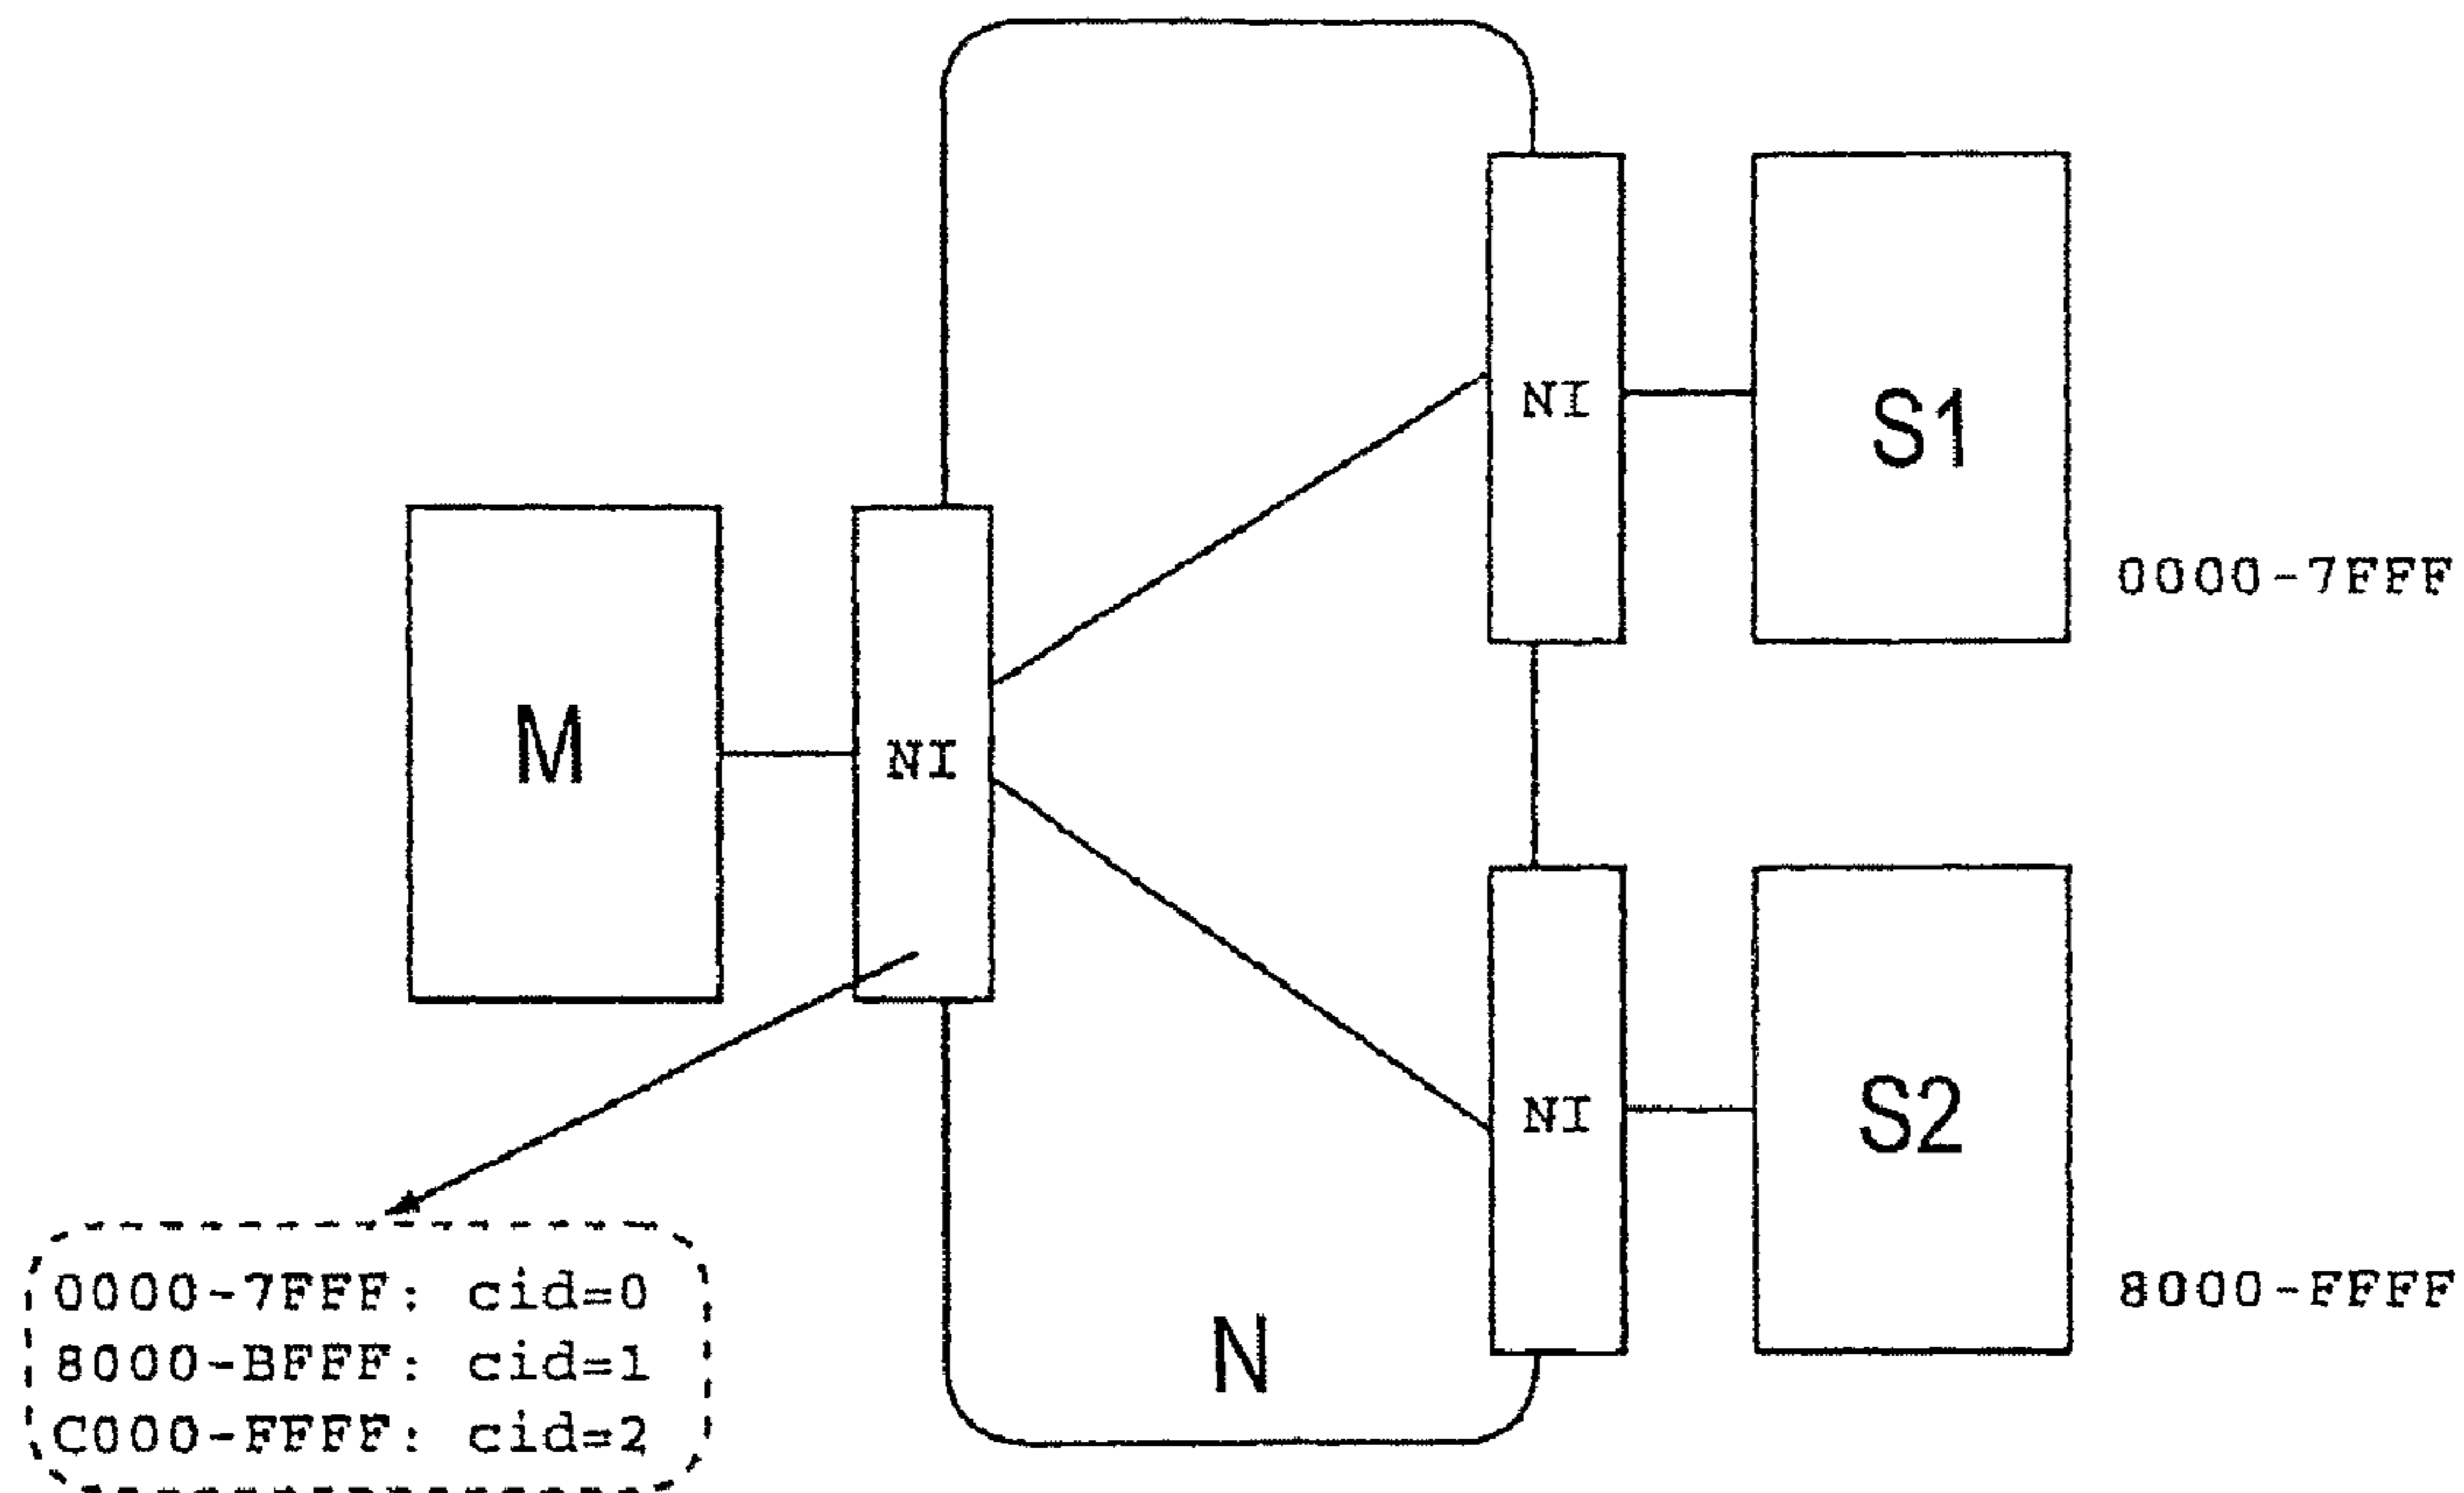 NI
S1
0000-7FFF
M
NI
NI
S2
0000-7FFF: cid=0
8000-BFFF: cid=1
C000-FFFF: cid=2
N
8000-FFFF